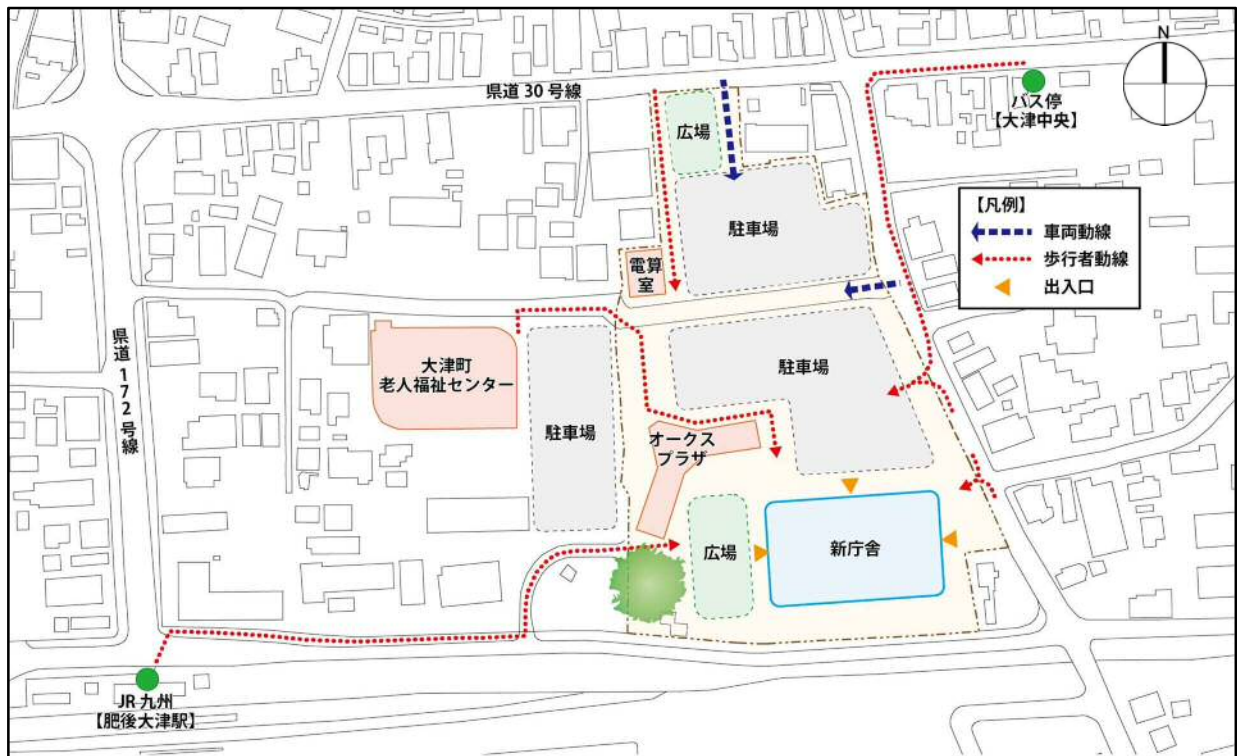 N
県道30号線
バス停
【大津中央】
広場
【凡例】
車両動線
歩行者動線
出入口
駐車場
電算
室
大津町
老人福祉センター
駐車場
県道172号線
駐車場
オークス
プラザ
広場
新庁舎
JR九州
【肥後大津駅】